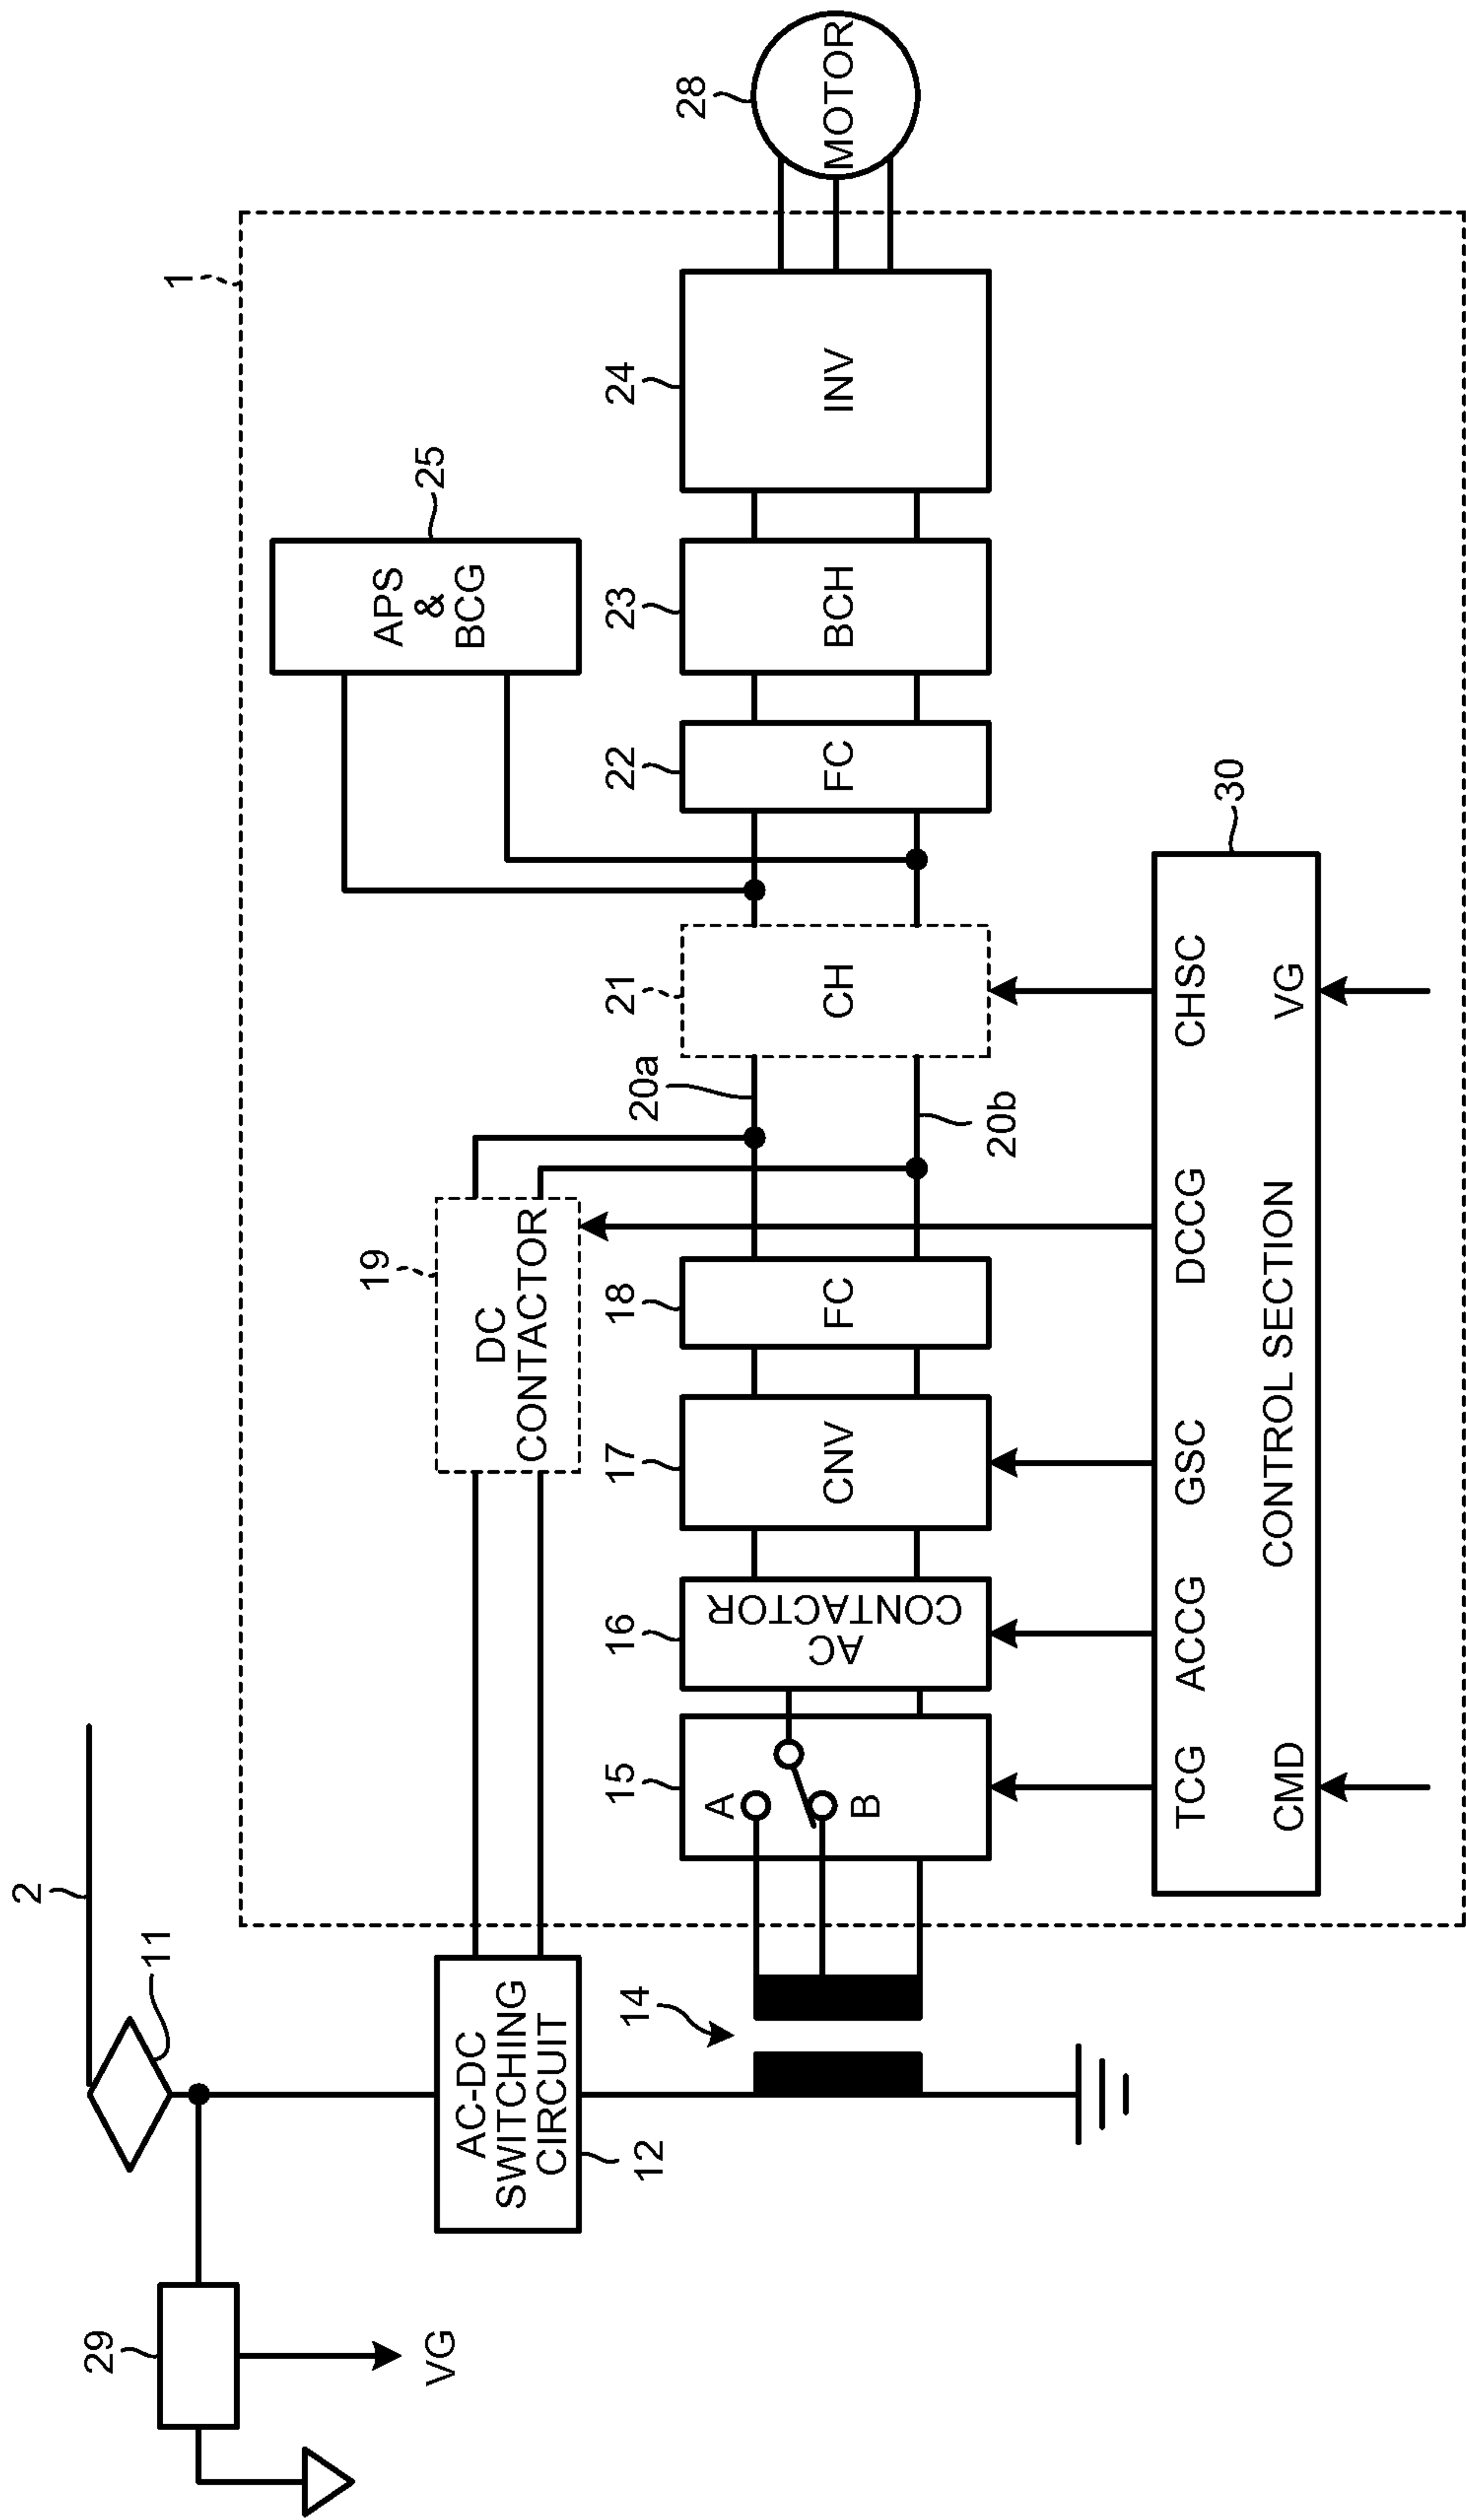 2
11
29
VG
AC-DC
SWITCHING
CIRCUIT
12
14
1
19
DC
CONTACTOR
15
A
B
16
AC
CONTACTOR
17
CNV
18
FC
20a
20b
21
CH
22
FC
25
APS
&
BCG
23
BCH
24
INV
28
MOTOR
30
TCG ACCG GSC DCCG CHSC
CONTROL SECTION
CMD VG